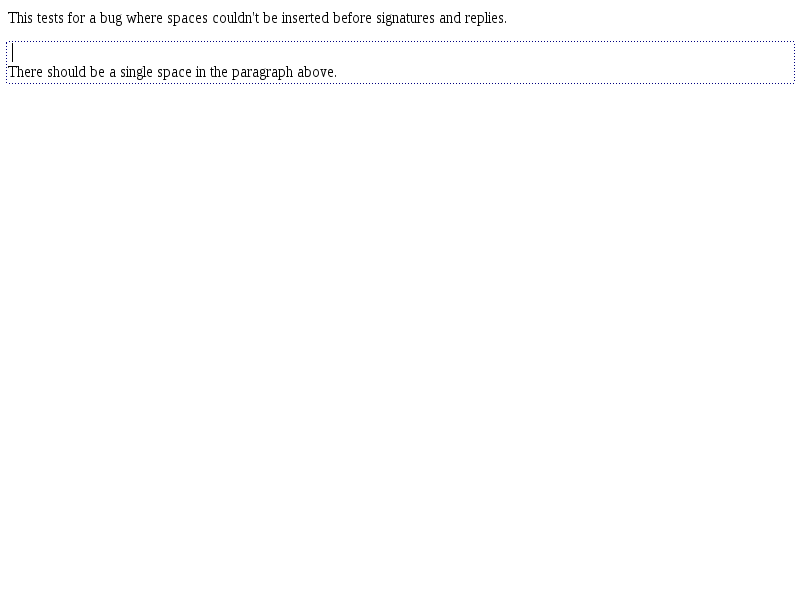 This tests for a bug where spaces couldn't be inserted before signatures and replies.
There should be a single space in the paragraph above.